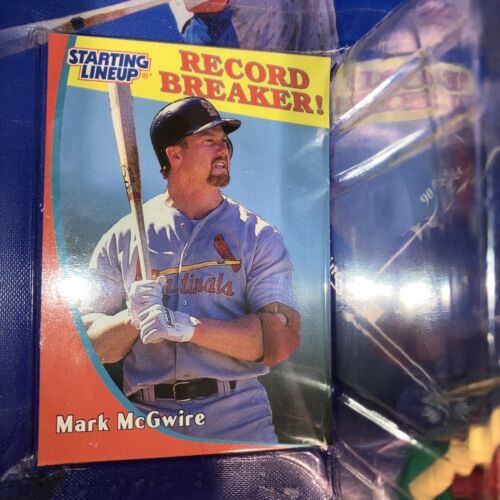 STARTING
LINEUP®
RECORD
BREAKER!
Cardinals
Mark McGwire